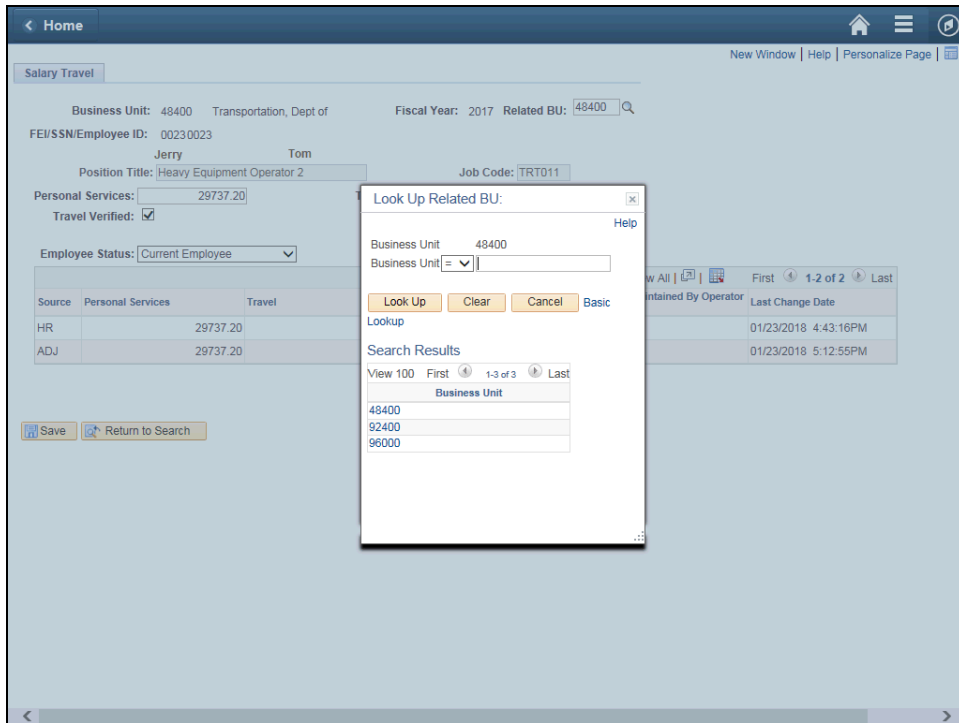 Home
New Window | Help | Personalize Page |
Salary Travel
Business Unit: 48400 Transportation, Dept of Fiscal Year: 2017 Related BU: 48400
FEI/SSN/Employee ID: 00230023
Jerry Tom
Position Title: Heavy Equipment Operator 2 Job Code: TRT011
Personal Services: 29737.20 T
Travel Verified:
Employee Status: Current Employee
w All | | First 1-2 of 2 Last
Source Personal Services Travel intained By Operator Last Change Date
HR 29737.20 01/23/2018 4:43:16PM
ADJ 29737.20 01/23/2018 5:12:55PM
Save Return to Search
Look Up Related BU:
Help
Business Unit 48400
Business Unit =
Look Up Clear Cancel Basic
Lookup
Search Results
View 100 First 1-3 of 3 Last
Business Unit
48400
92400
96000